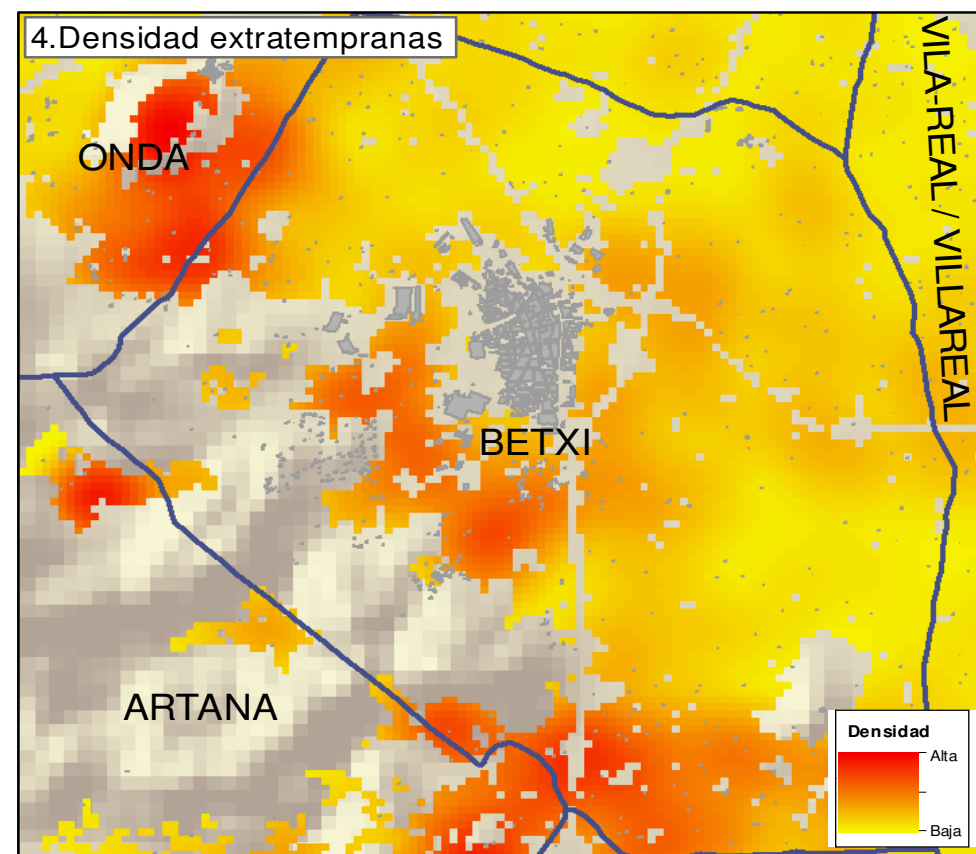 4.Densidad extratempranas
ONDA
VILA-REAL / VILLAREAL
BETXI
ARTANA
Densidad
Alta
Baja